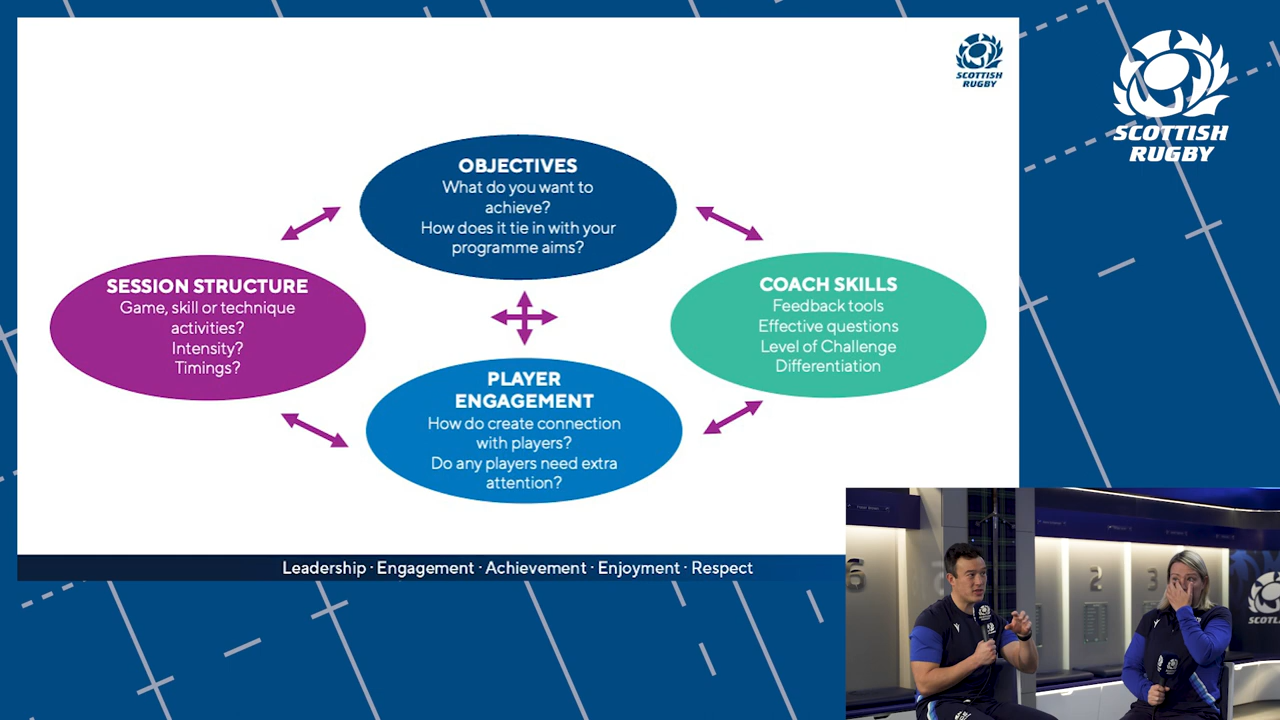 SCOTTISH
RUGBY
SCOTTISH
RUGBY
OBJECTIVES
What do you want to
achieve?
How does it tie in with your
programme aims?
SESSION STRUCTURE
Game, skill or technique
activities?
Intensity?
Timings?
COACH SKILLS
Feedback tools
Effective questions
Level of Challenge
Differentiation
PLAYER
ENGAGEMENT
How do create connection
with players?
Do any players need extra
attention?
Leadership · Engagement · Achievement · Enjoyment · Respect
6
2
3